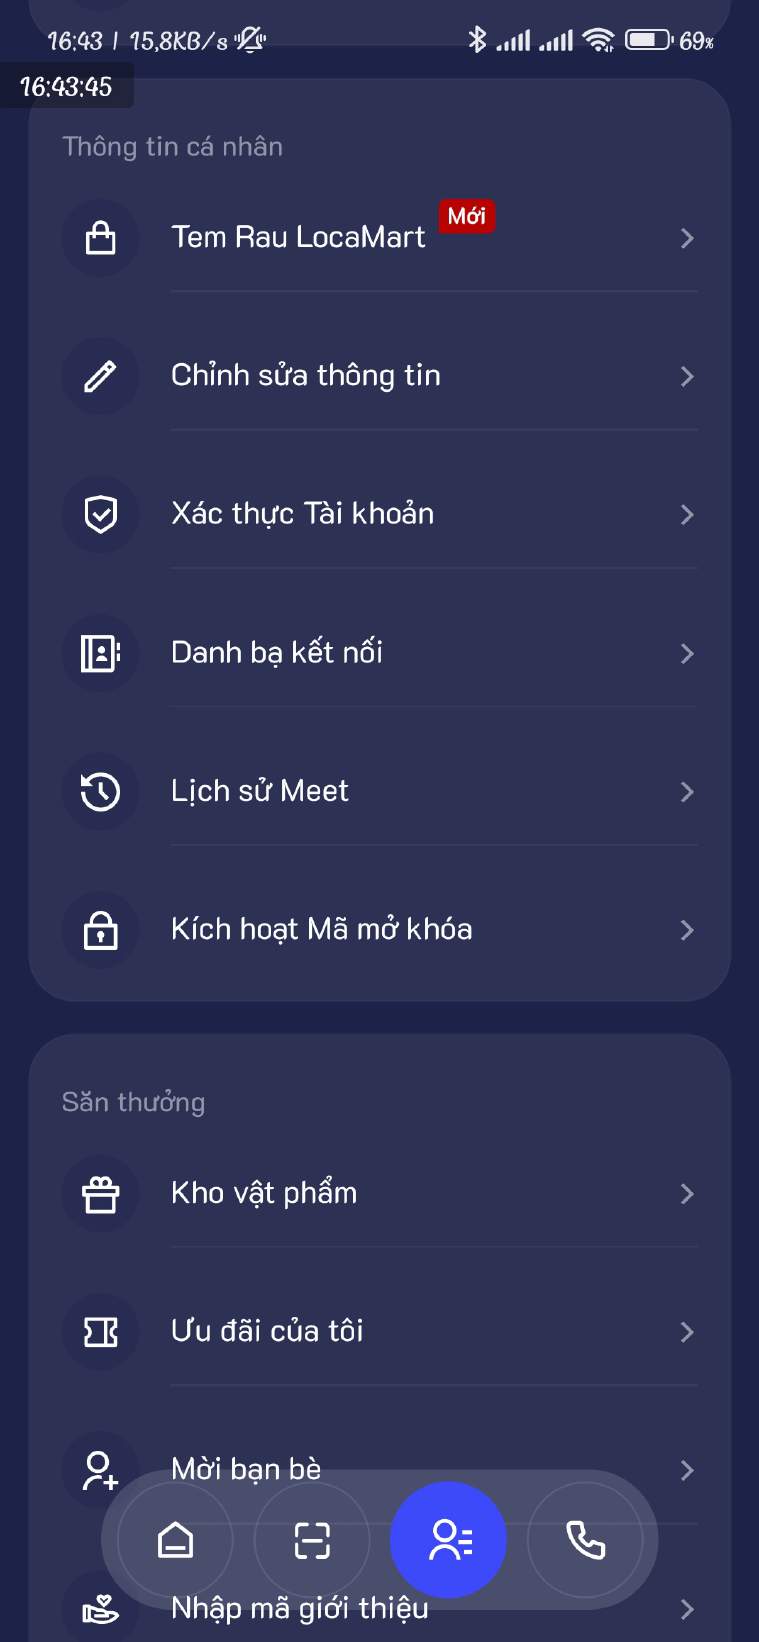 16:43 | 15,8KB/s
69%
16:43:45
Thông tin cá nhân
Tem Rau LocaMart
Mới
Chỉnh sửa thông tin
Xác thực Tài khoản
Danh bạ kết nối
Lịch sử Meet
Kích hoạt Mã mở khóa
Săn thưởng
Kho vật phẩm
Ưu đãi của tôi
Mời bạn bè
Nhập mã giới thiệu